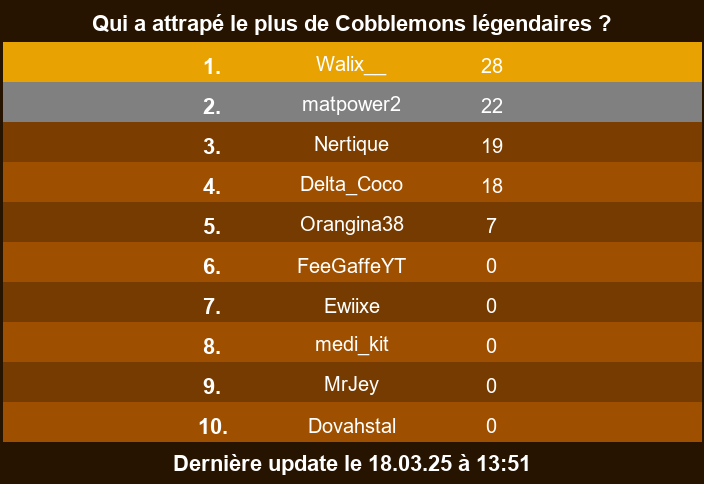 Qui a attrapé le plus de Cobblemons légendaires ?
1. Walix__ 28
2. matpower2 22
3. Nertique 19
4. Delta_Coco 18
5. Orangina38 7
6. FeeGaffeYT 0
7. Ewiixe 0
8. medi_kit 0
9. MrJey 0
10. Dovahstal 0
Dernière update le 18.03.25 à 13:51